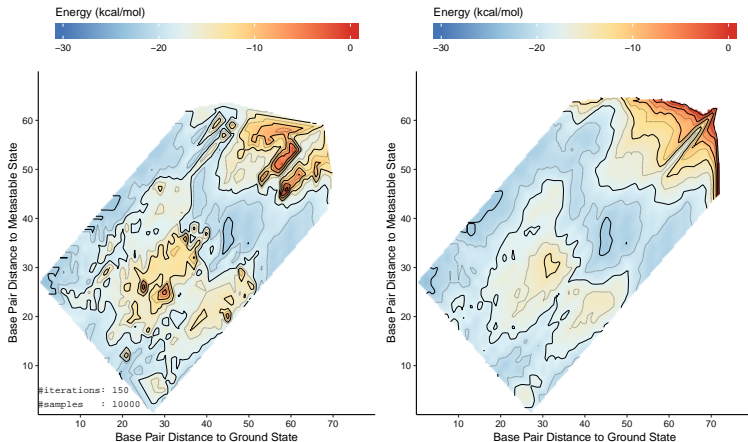 Energy (kcal/mol)
−30 −20 −10 0
Base Pair Distance to Metastable State
60
50
40
30
20
10
#iterations: 150
#samples : 10000
10 20 30 40 50 60 70
Base Pair Distance to Ground State
Energy (kcal/mol)
−30 −20 −10 0
Base Pair Distance to Metastable State
60
50
40
30
20
10
10 20 30 40 50 60 70
Base Pair Distance to Ground State